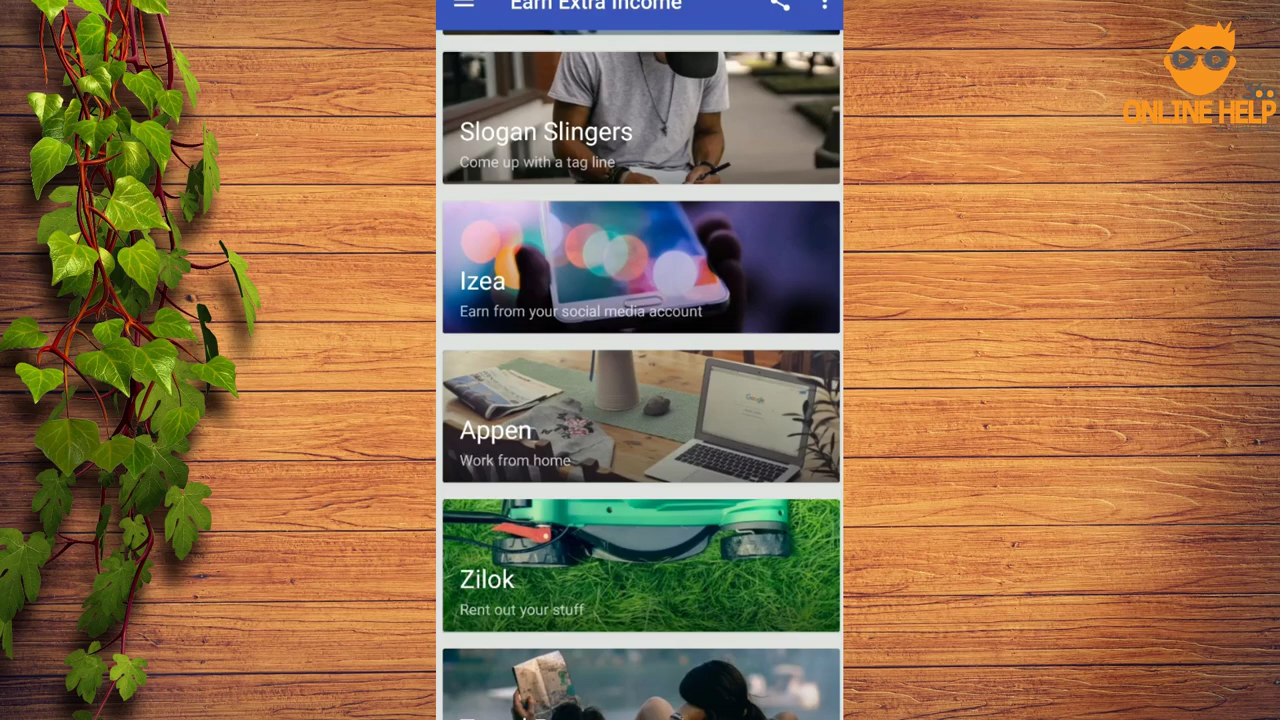 Earn Extra Income
ONLINE HELP
Slogan Slingers
Come up with a tag line
Izea
Earn from your social media account
Google
Appen
Work from home
Zilok
Rent out your stuff